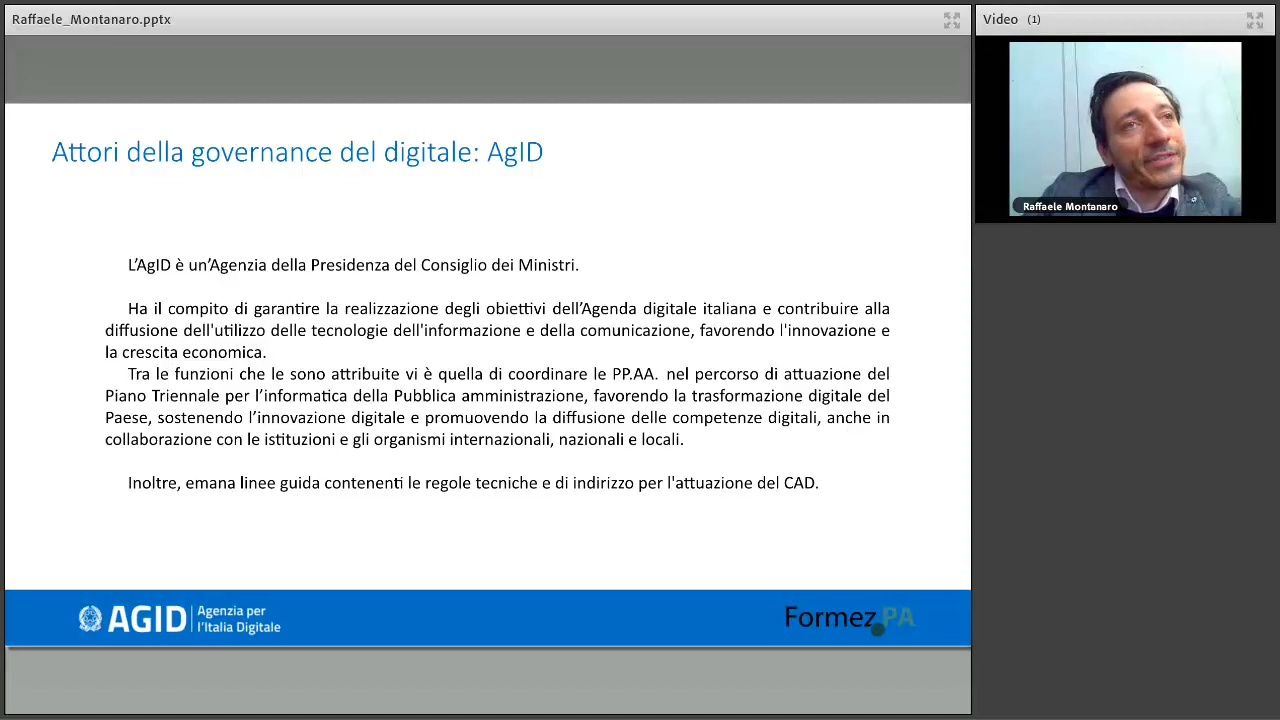 Raffaele_Montanaro.pptx
Video (1)
Raffaele Montanaro
Attori della governance del digitale: AgID
L’AgID è un’Agenzia della Presidenza del Consiglio dei Ministri.
Ha il compito di garantire la realizzazione degli obiettivi dell’Agenda digitale italiana e contribuire alla
diffusione dell'utilizzo delle tecnologie dell'informazione e della comunicazione, favorendo l'innovazione e
la crescita economica.
Tra le funzioni che le sono attribuite vi è quella di coordinare le PP.AA. nel percorso di attuazione del
Piano Triennale per l’informatica della Pubblica amministrazione, favorendo la trasformazione digitale del
Paese, sostenendo l’innovazione digitale e promuovendo la diffusione delle competenze digitali, anche in
collaborazione con le istituzioni e gli organismi internazionali, nazionali e locali.
Inoltre, emana linee guida contenenti le regole tecniche e di indirizzo per l'attuazione del CAD.
AGID
Agenzia per
l’Italia Digitale
Formez PA